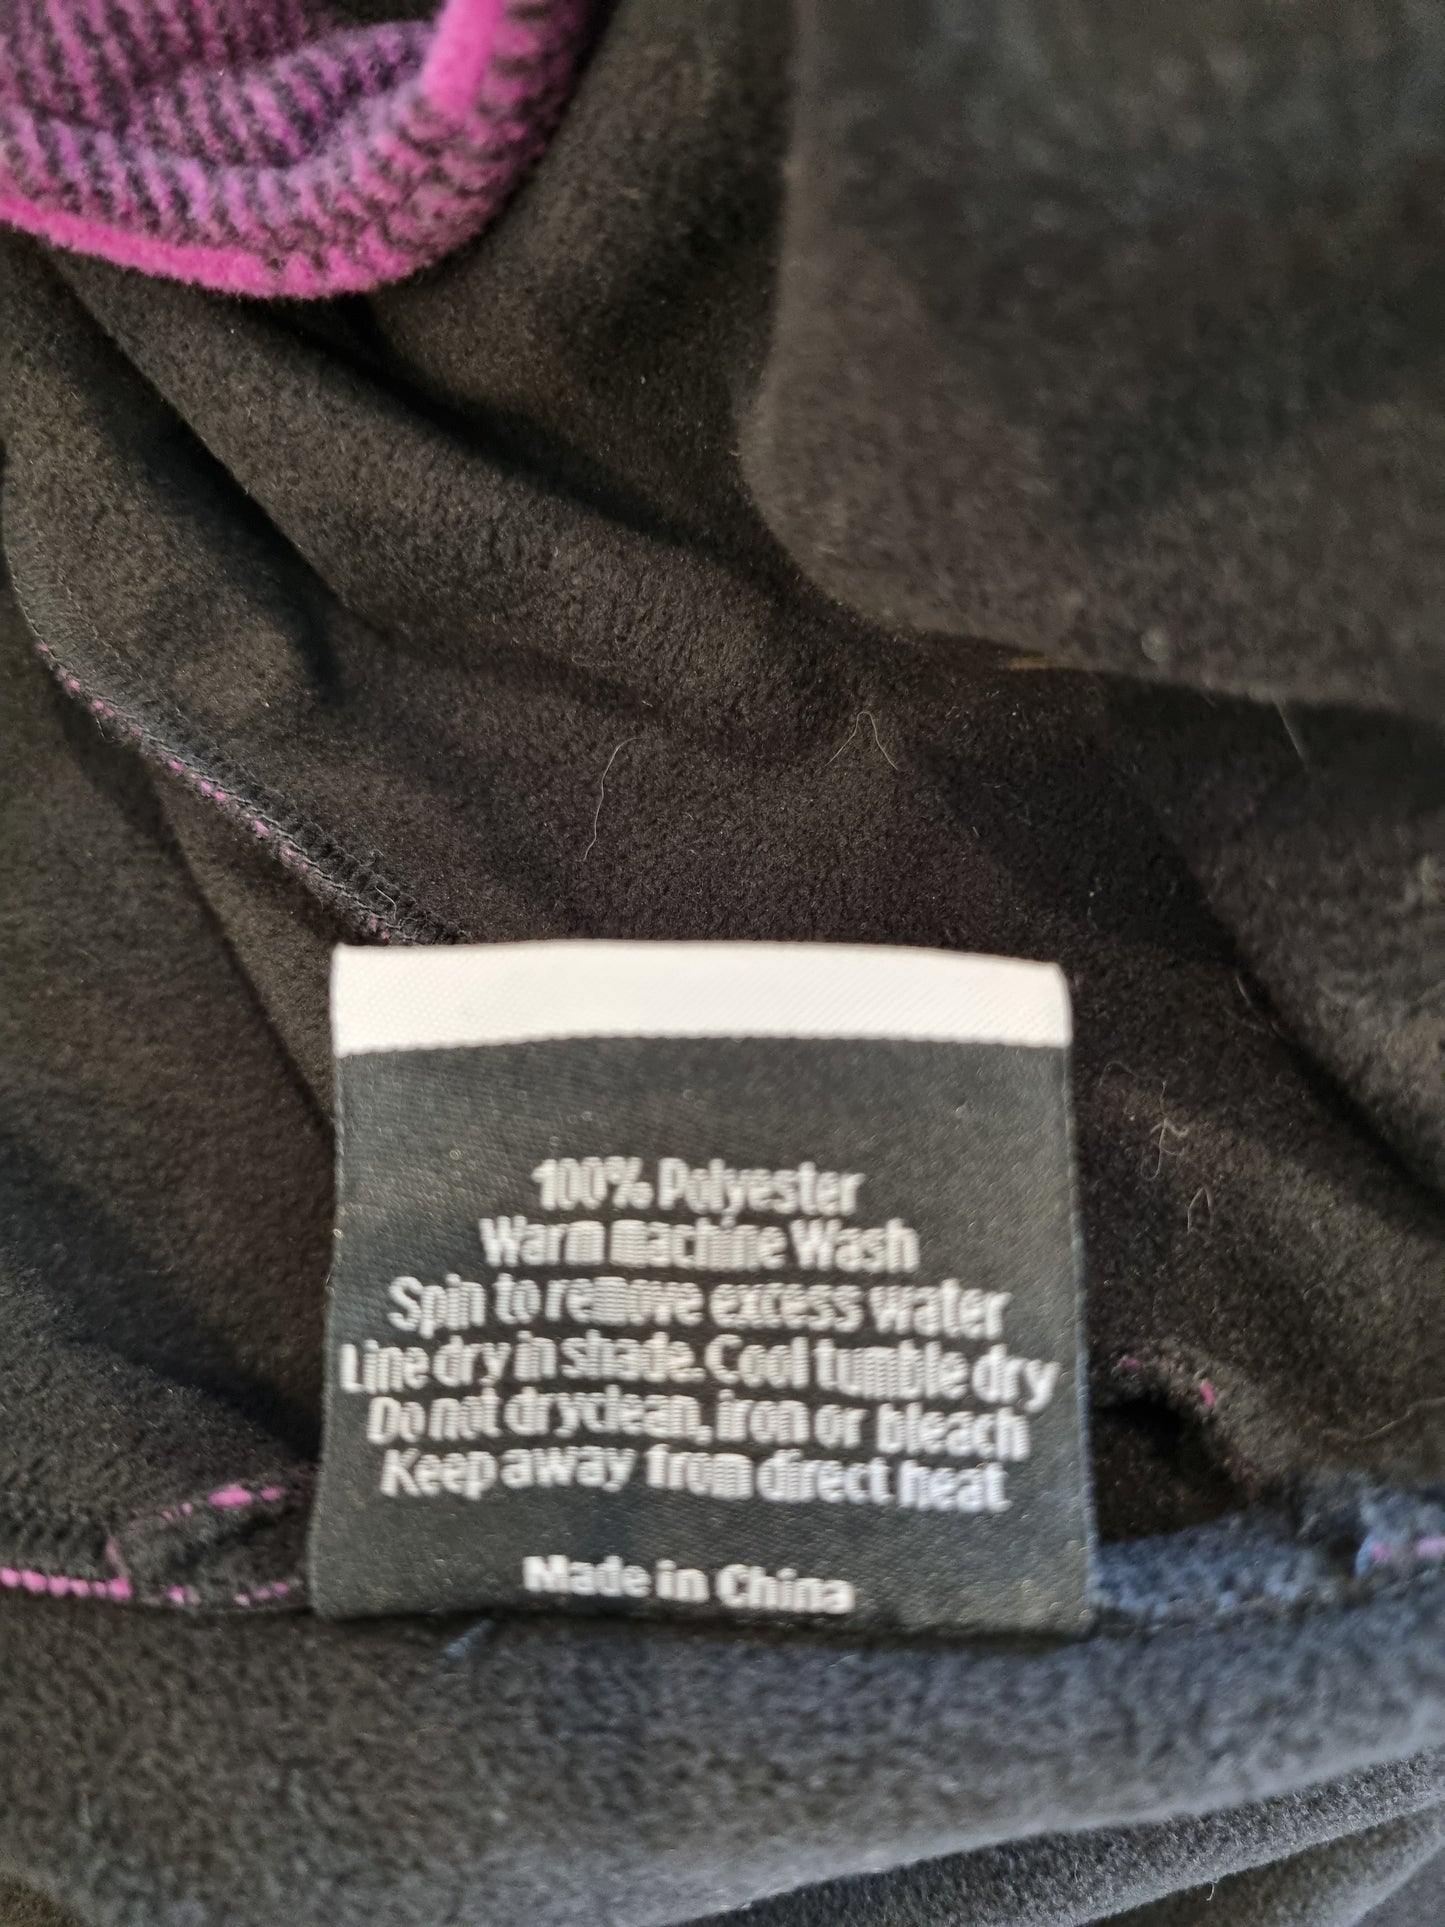 100% Polyester
Warm machine Wash
Spin to remove excess water
Line dry in shade. Cool tumble dry
Do not dryclean, iron or bleach
Keep away from direct heat.
Made in China